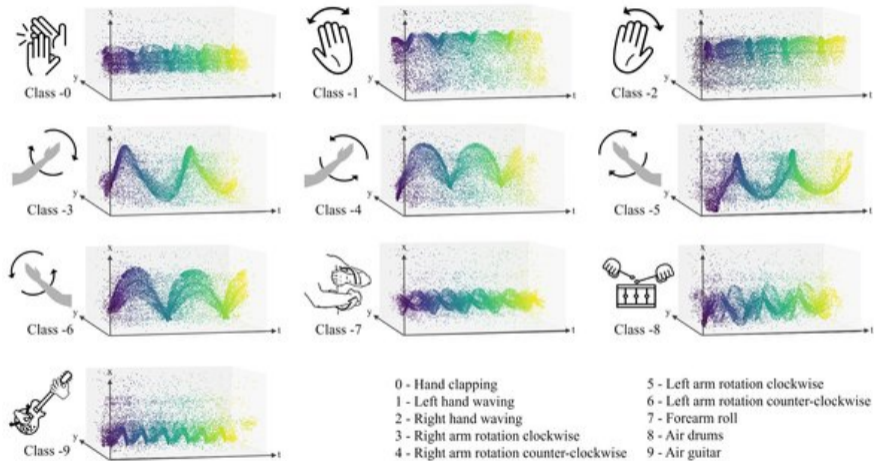 x
y
t
Class -0
x
y
t
Class -1
x
y
t
Class -2
x
y
t
Class -3
x
y
t
Class -4
x
y
t
Class -5
x
y
t
Class -6
x
y
t
Class -7
x
y
t
Class -8
x
y
t
Class -9
0 - Hand clapping
1 - Left hand waving
2 - Right hand waving
3 - Right arm rotation clockwise
4 - Right arm rotation counter-clockwise
5 - Left arm rotation clockwise
6 - Left arm rotation counter-clockwise
7 - Forearm roll
8 - Air drums
9 - Air guitar